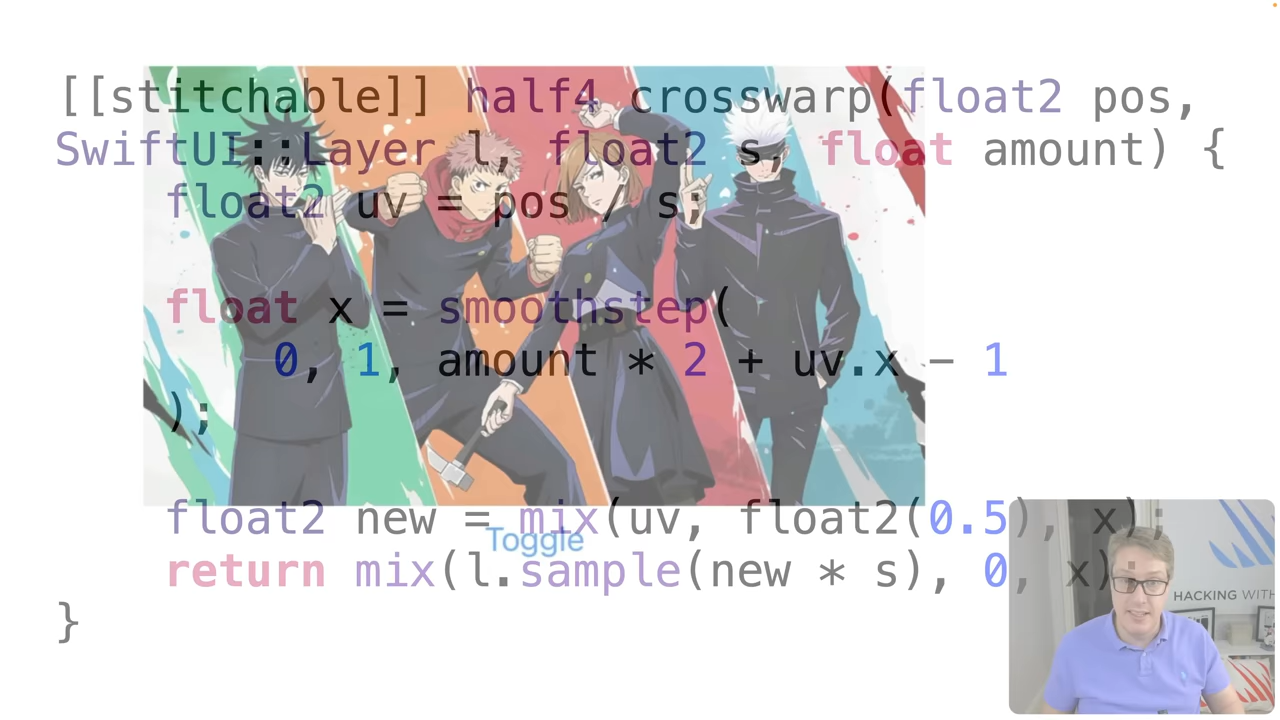 [[stitchable]] half4 crosswarp(float2 pos,
SwiftUI::Layer l, float2 s, float amount) {
float2 uv = pos / s;
float x = smoothstep(
0, 1, amount * 2 + uv.x - 1
);
float2 new = mix(uv, float2(0.5), x);
Toggle
return mix(l.sample(new * s), 0, x);
}
HACKING WITH